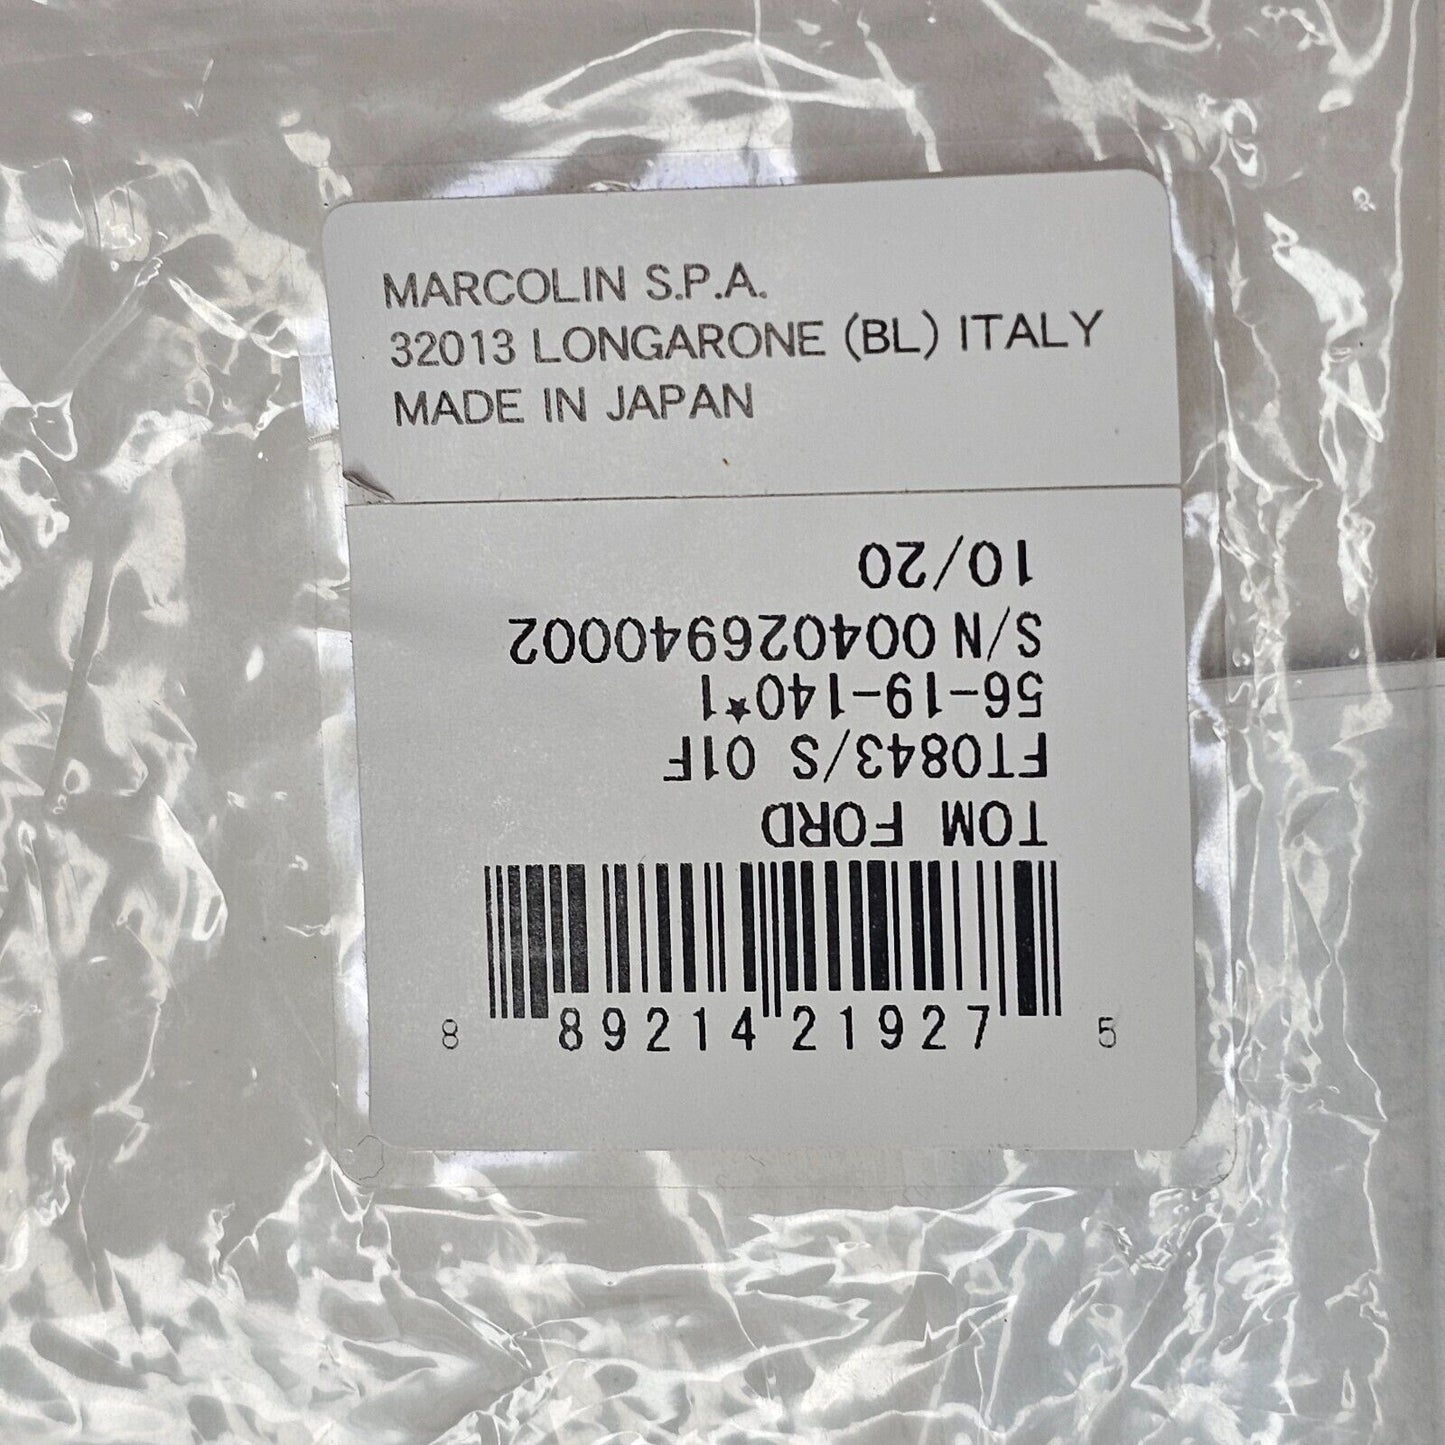 MARCOLIN S.P.A.
32013 LONGARONE (BL) ITALY
MADE IN JAPAN
TOM FORD
FT0843/S 01F
56-19-140*1
S/N 004026940002
10/20
8 89214 21927 5